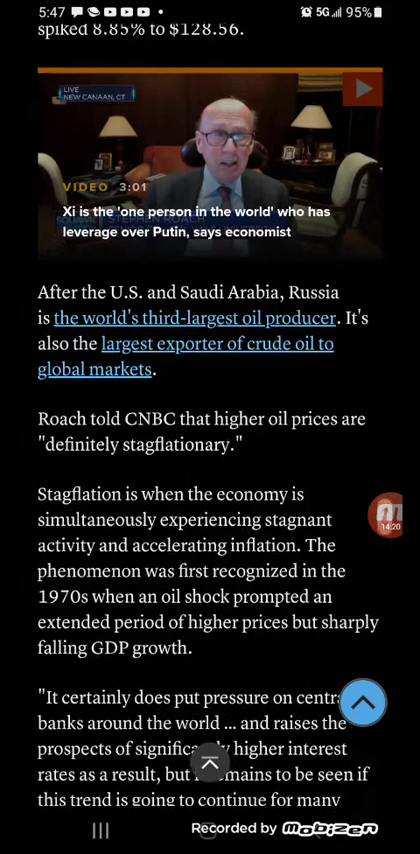 5:47
5G 95%
spiked 8.85% to $128.56.
LIVE
NEW CANAAN, CT
VIDEO 3:01
Xi is the 'one person in the world' who has
leverage over Putin, says economist
STEPHEN ROACH
After the U.S. and Saudi Arabia, Russia
is the world's third-largest oil producer. It's
also the largest exporter of crude oil to
global markets.
Roach told CNBC that higher oil prices are
"definitely stagflationary."
Stagflation is when the economy is
simultaneously experiencing stagnant
activity and accelerating inflation. The
phenomenon was first recognized in the
14:20
1970s when an oil shock prompted an
extended period of higher prices but sharply
falling GDP growth.
"It certainly does put pressure on
banks around the world ... and raises the
prospects of higher interest
rates as a result, but to be seen if
this trend is going to continue for many
Recorded by Mobizen